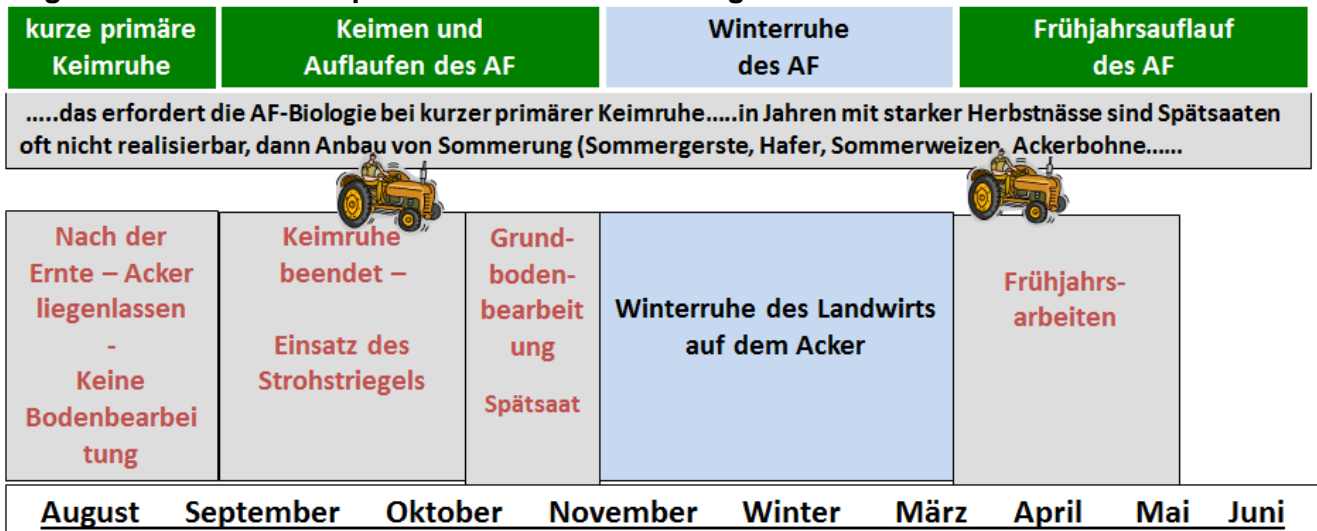 kurze primäre
Keimruhe
Keimen und
Auflaufen des AF
Winterruhe
des AF
Frühjahrsauflauf
des AF
.....das erfordert die AF-Biologie bei kurzer primärer Keimruhe.....in Jahren mit starker Herbstnässe sind Spätsaaten
oft nicht realisierbar, dann Anbau von Sommerung (Sommergerste, Hafer, Sommerweizen, Ackerbohne......
Nach der
Ernte – Acker
liegenlassen
-
Keine
Bodenbearbei
tung
Keimruhe
beendet –
Einsatz des
Strohstriegels
Grund-
boden-
bearbeit
ung
Spätsaat
Winterruhe des Landwirts
auf dem Acker
Frühjahrs-
arbeiten
August September Oktober November Winter März April Mai Juni